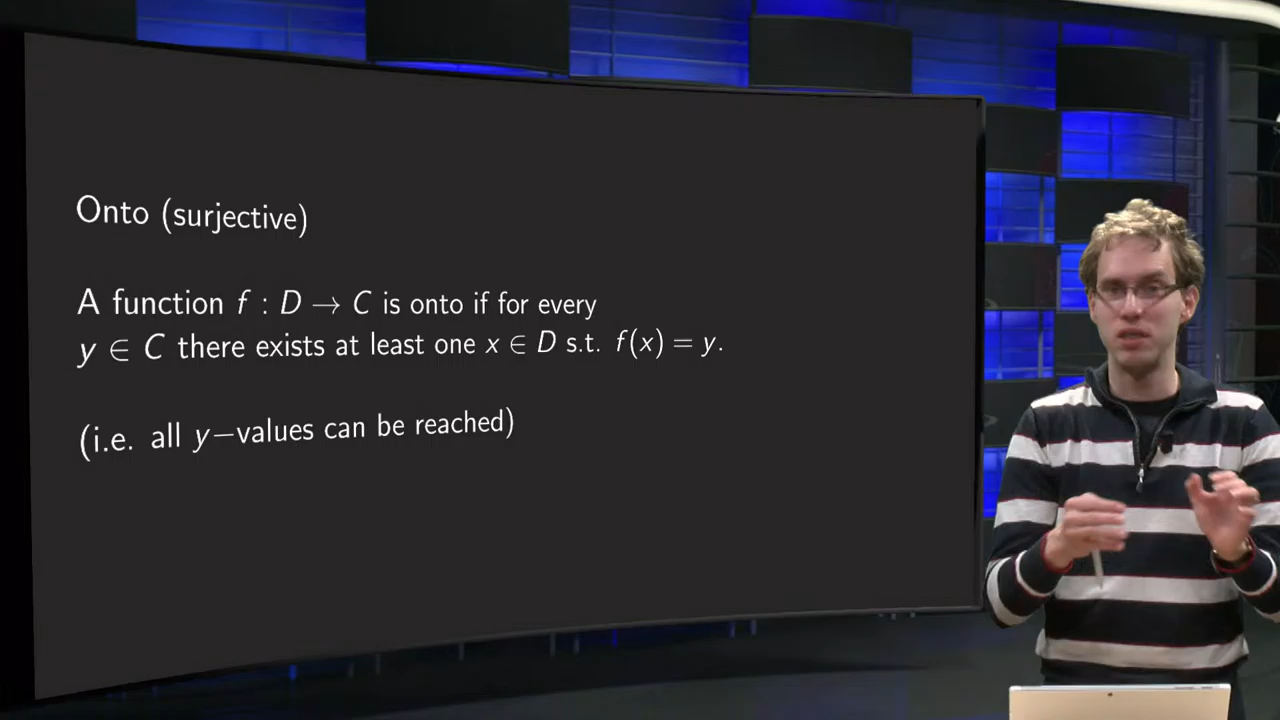 Onto (surjective)
A function f : D → C is onto if for every
y ∈ C there exists at least one x ∈ D s.t. f(x) = y.
(i.e. all y−values can be reached)